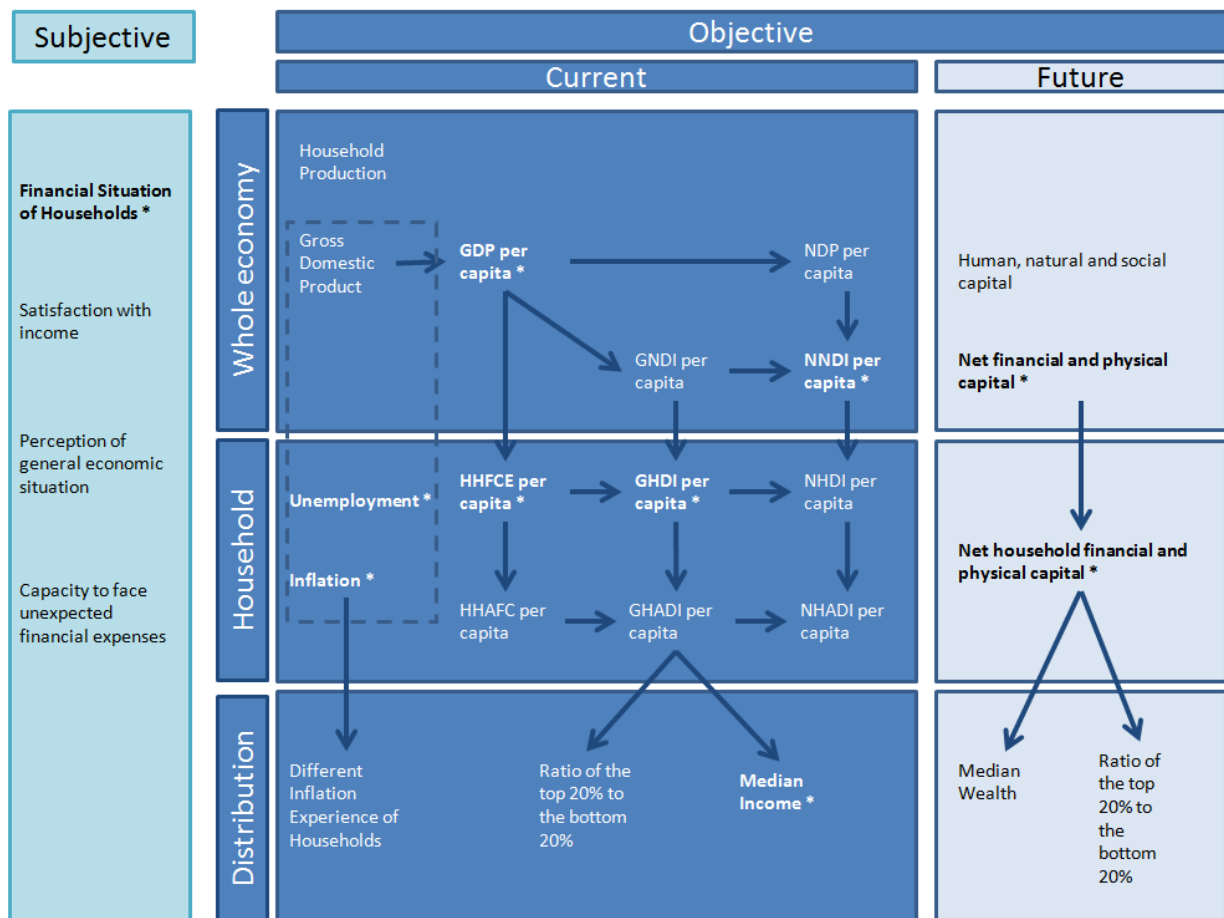 Subjective
Objective
Current
Future
Financial Situation
of Households *
Satisfaction with
income
Perception of
general economic
situation
Capacity to face
unexpected
financial expenses
Whole economy
Household
Production
Gross
Domestic
Product
GDP per
capita *
NDP per
capita
GNDI per
capita
NNDI per
capita *
Human, natural and social
capital
Net financial and physical
capital *
Household
Unemployment *
HHFCE per
capita *
GHDI per
capita *
NHDI per
capita
Inflation *
HHAFC per
capita
GHADI per
capita
NHADI per
capita
Net household financial and
physical capital *
Distribution
Different
Inflation
Experience of
Households
Ratio of the
top 20% to
the bottom
20%
Median
Income *
Median
Wealth
Ratio of
the top
20% to
the
bottom
20%